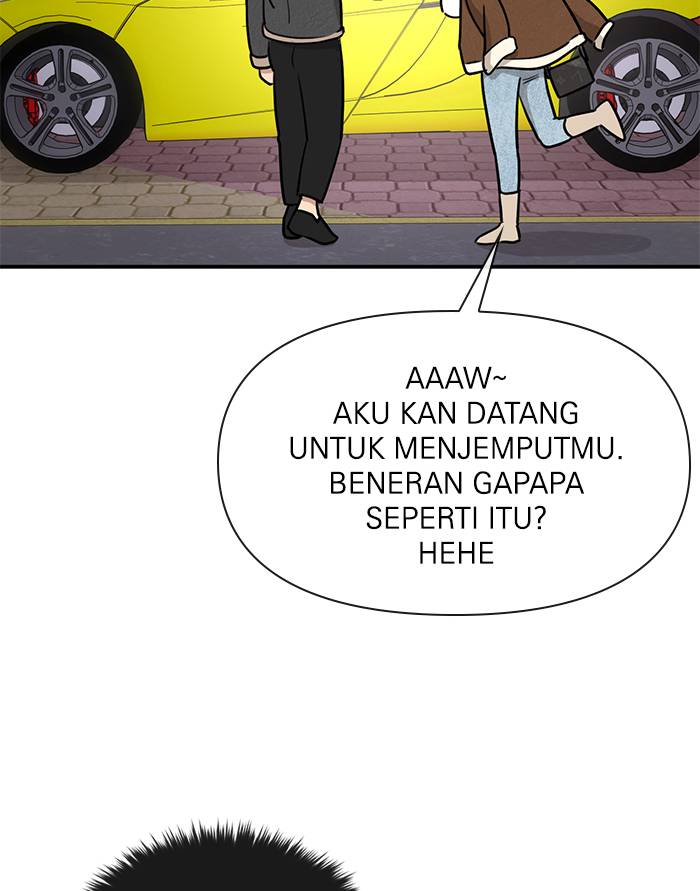 AAAW~
AKU KAN DATANG
UNTUK MENJEMPUTMU.
BENERAN GAPAPA
SEPERTI ITU?
HEHE